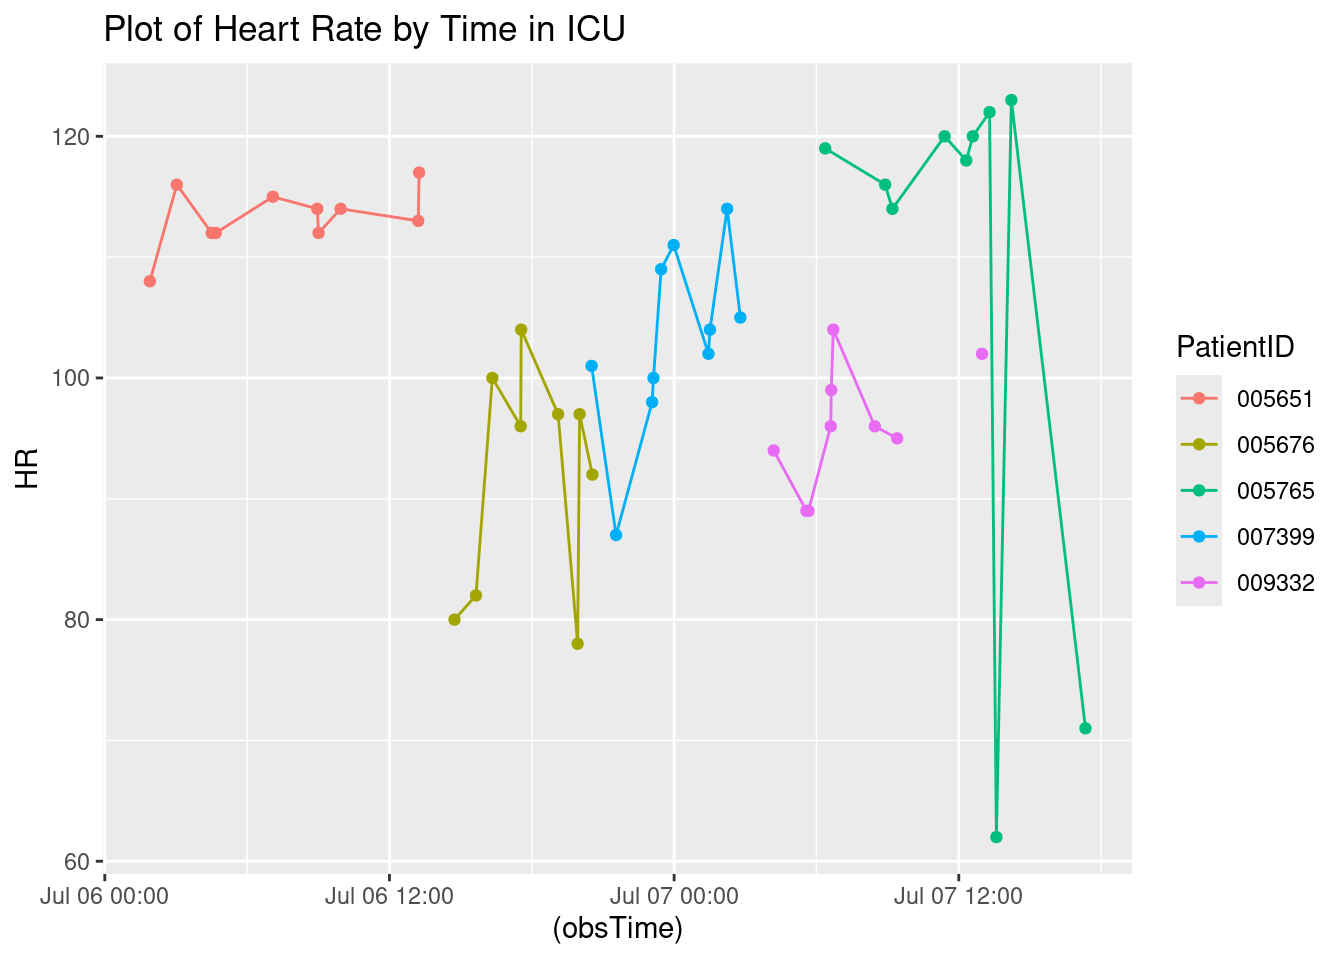 Plot of Heart Rate by Time in ICU
120
100
80
60
HR
Jul 06 00:00
Jul 06 12:00
Jul 07 00:00
Jul 07 12:00
(obsTime)
PatientID
005651
005676
005765
007399
009332